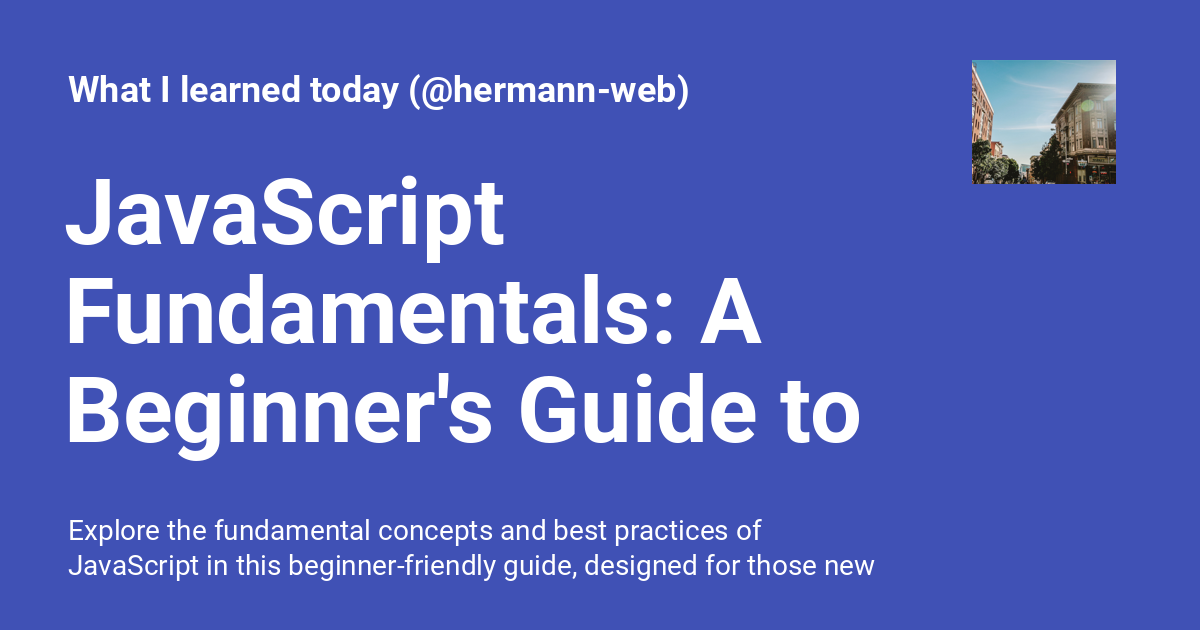 What I learned today (@hermann-web)
JavaScript
Fundamentals: A
Beginner's Guide to
Explore the fundamental concepts and best practices of
JavaScript in this beginner-friendly guide, designed for those new